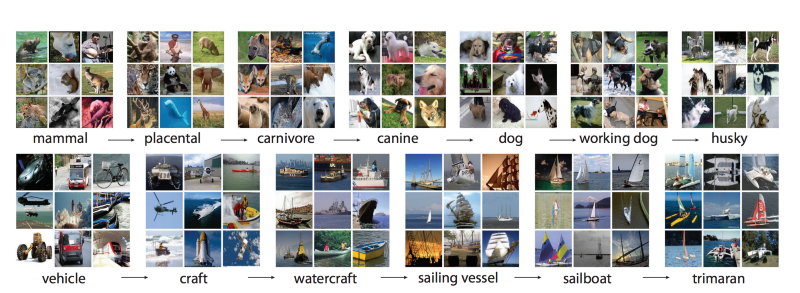 mammal → placental → carnivore → canine → dog → working dog → husky
vehicle → craft → watercraft → sailing vessel → sailboat → trimaran